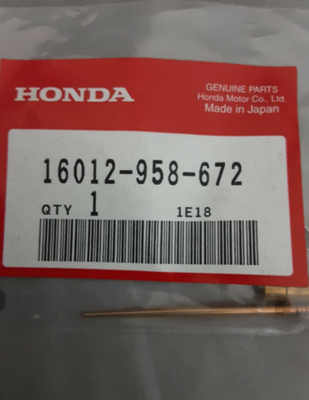 HONDA
GENUINE PARTS
Honda Motor Co., Ltd.
Made in Japan
16012-958-672
QTY 1 1E18